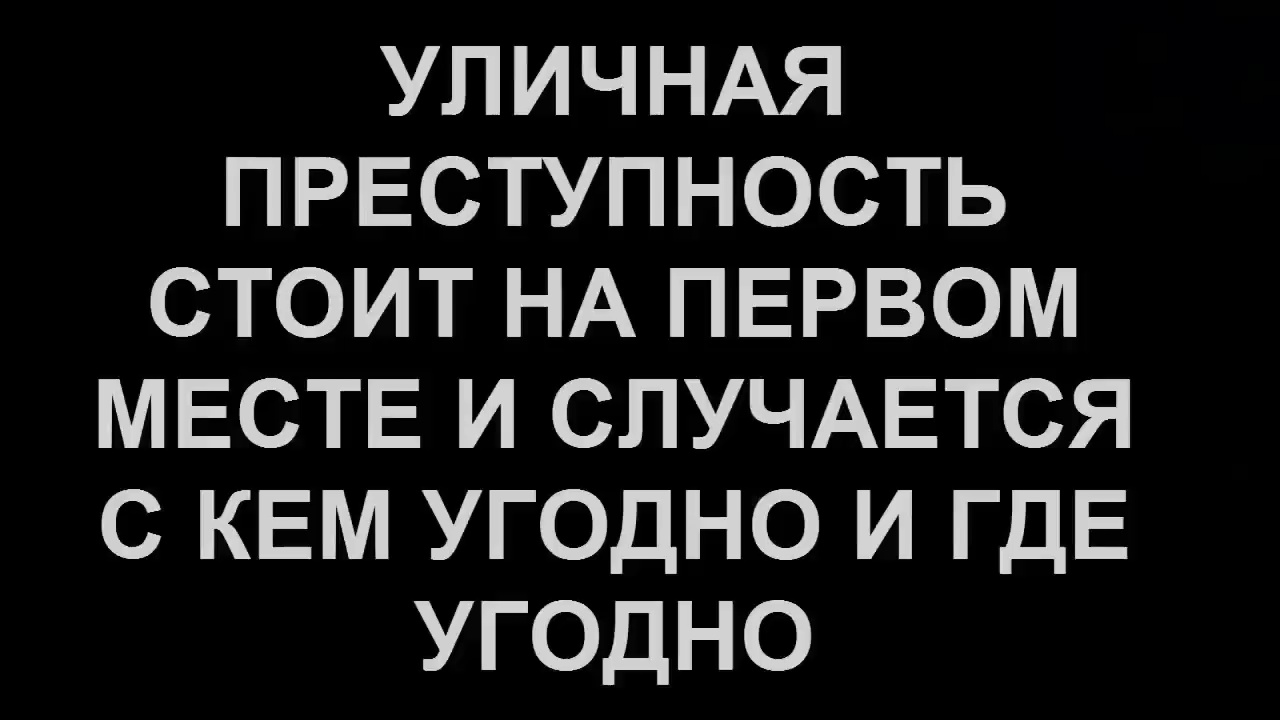 УЛИЧНАЯ
ПРЕСТУПНОСТЬ
СТОИТ НА ПЕРВОМ
МЕСТЕ И СЛУЧАЕТСЯ
С КЕМ УГОДНО И ГДЕ
УГОДНО